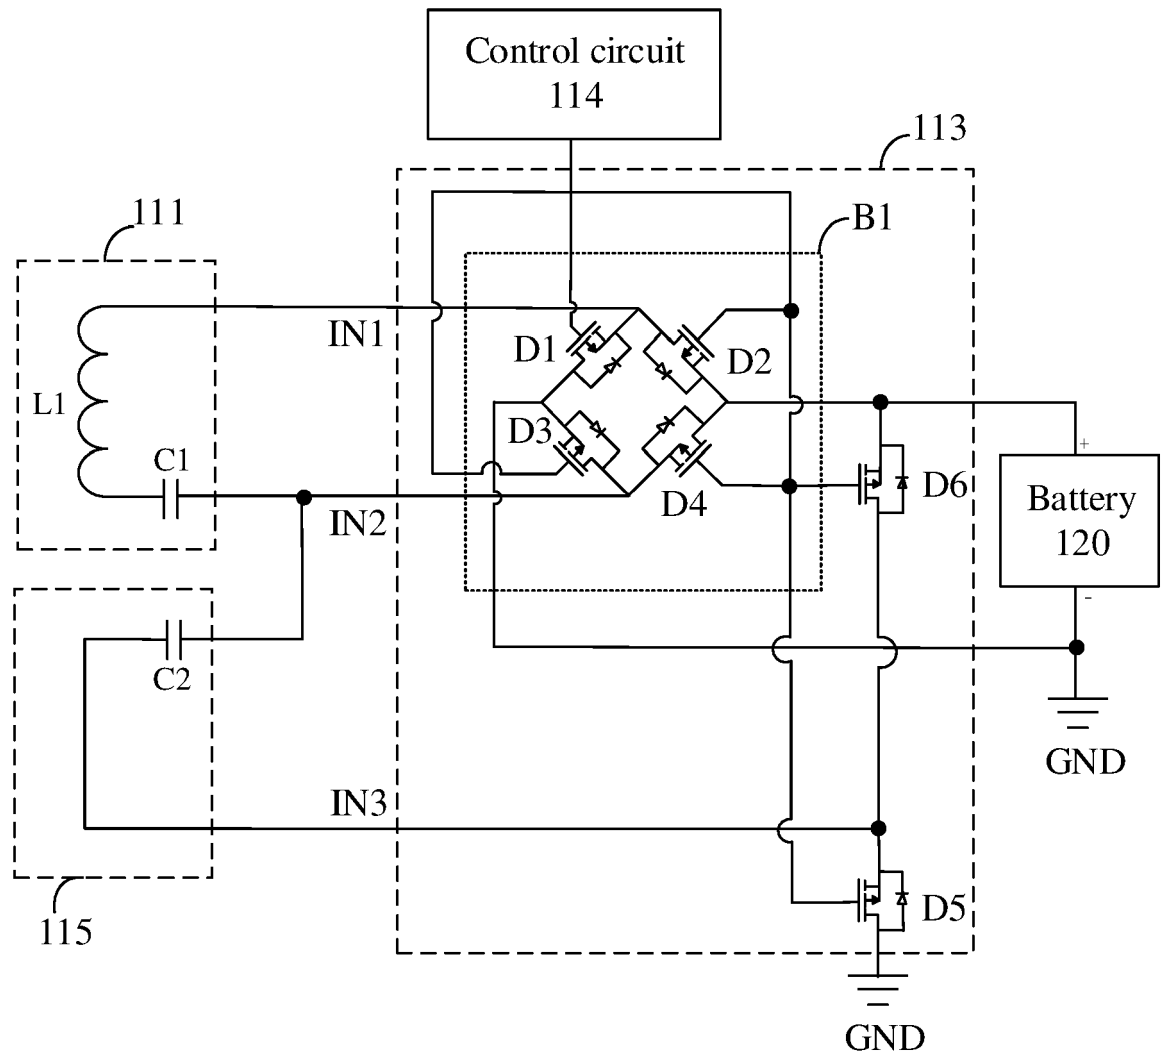 Control circuit
114
113
111
B1
IN1
D1
D2
L1
D3
C1
D4
D6
IN2
Battery
120
+
-
C2
GND
IN3
D5
115
GND